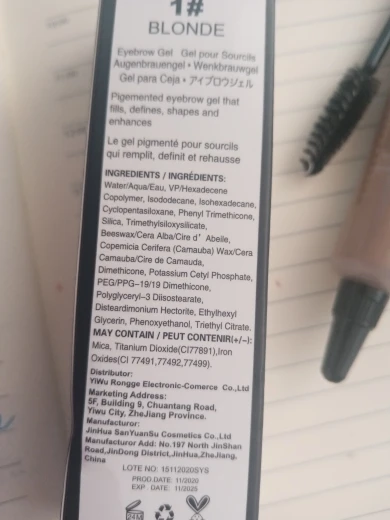 1#
BLONDE
Eyebrow Gel Gel pour Sourcils
Augenbrauengel • Wenkbrauwgel
Gel para Ceja • アイブロウジェル
Pigemented eyebrow gel that
fills, defines, shapes and
enhances
Le gel pigmenté pour sourcils
qui remplit, definit et rehausse
INGREDIENTS / INGRÉDIENTS:
Water/Aqua/Eau, VP/Hexadecene
Copolymer, Isododecane, Isohexadecane,
Cyclopentasiloxane, Phenyl Trimethicone,
Silica, Trimethylsiloxysilicate,
Beeswax/Cera Alba/Cire d' Abeille,
Copernicia Cerifera (Carnauba) Wax/Cera
Camauba/Cire de Camauda,
Dimethicone, Potassium Cetyl Phosphate,
PEG/PPG-19/19 Dimethicone,
Polyglyceryl-3 Diisostearate,
Disteardimonium Hectorite, Ethylhexyl
Glycerin, Phenoxyethanol, Triethyl Citrate.
MAY CONTAIN / PEUT CONTENIR(+/-):
Mica, Titanium Dioxide(CI77891),Iron
Oxides(CI 77491,77492,77499).
Distributor:
YiWu Rongge Electronic-Comerce Co.,Ltd
Marketing Address:
5F, Building 9, Chuantang Road,
Yiwu City, ZheJiang Province.
Manufacturor:
JinHua SanYuanSu Cosmetics Co.,Ltd
Manufacturor Add: No.197 North JinShan
Road,JinDong District,JinHua,ZheJiang,
China
LOTE NO: 15112020SYS
PROD.DATE: 11/2020
EXP . DATE: 11/2025
24M